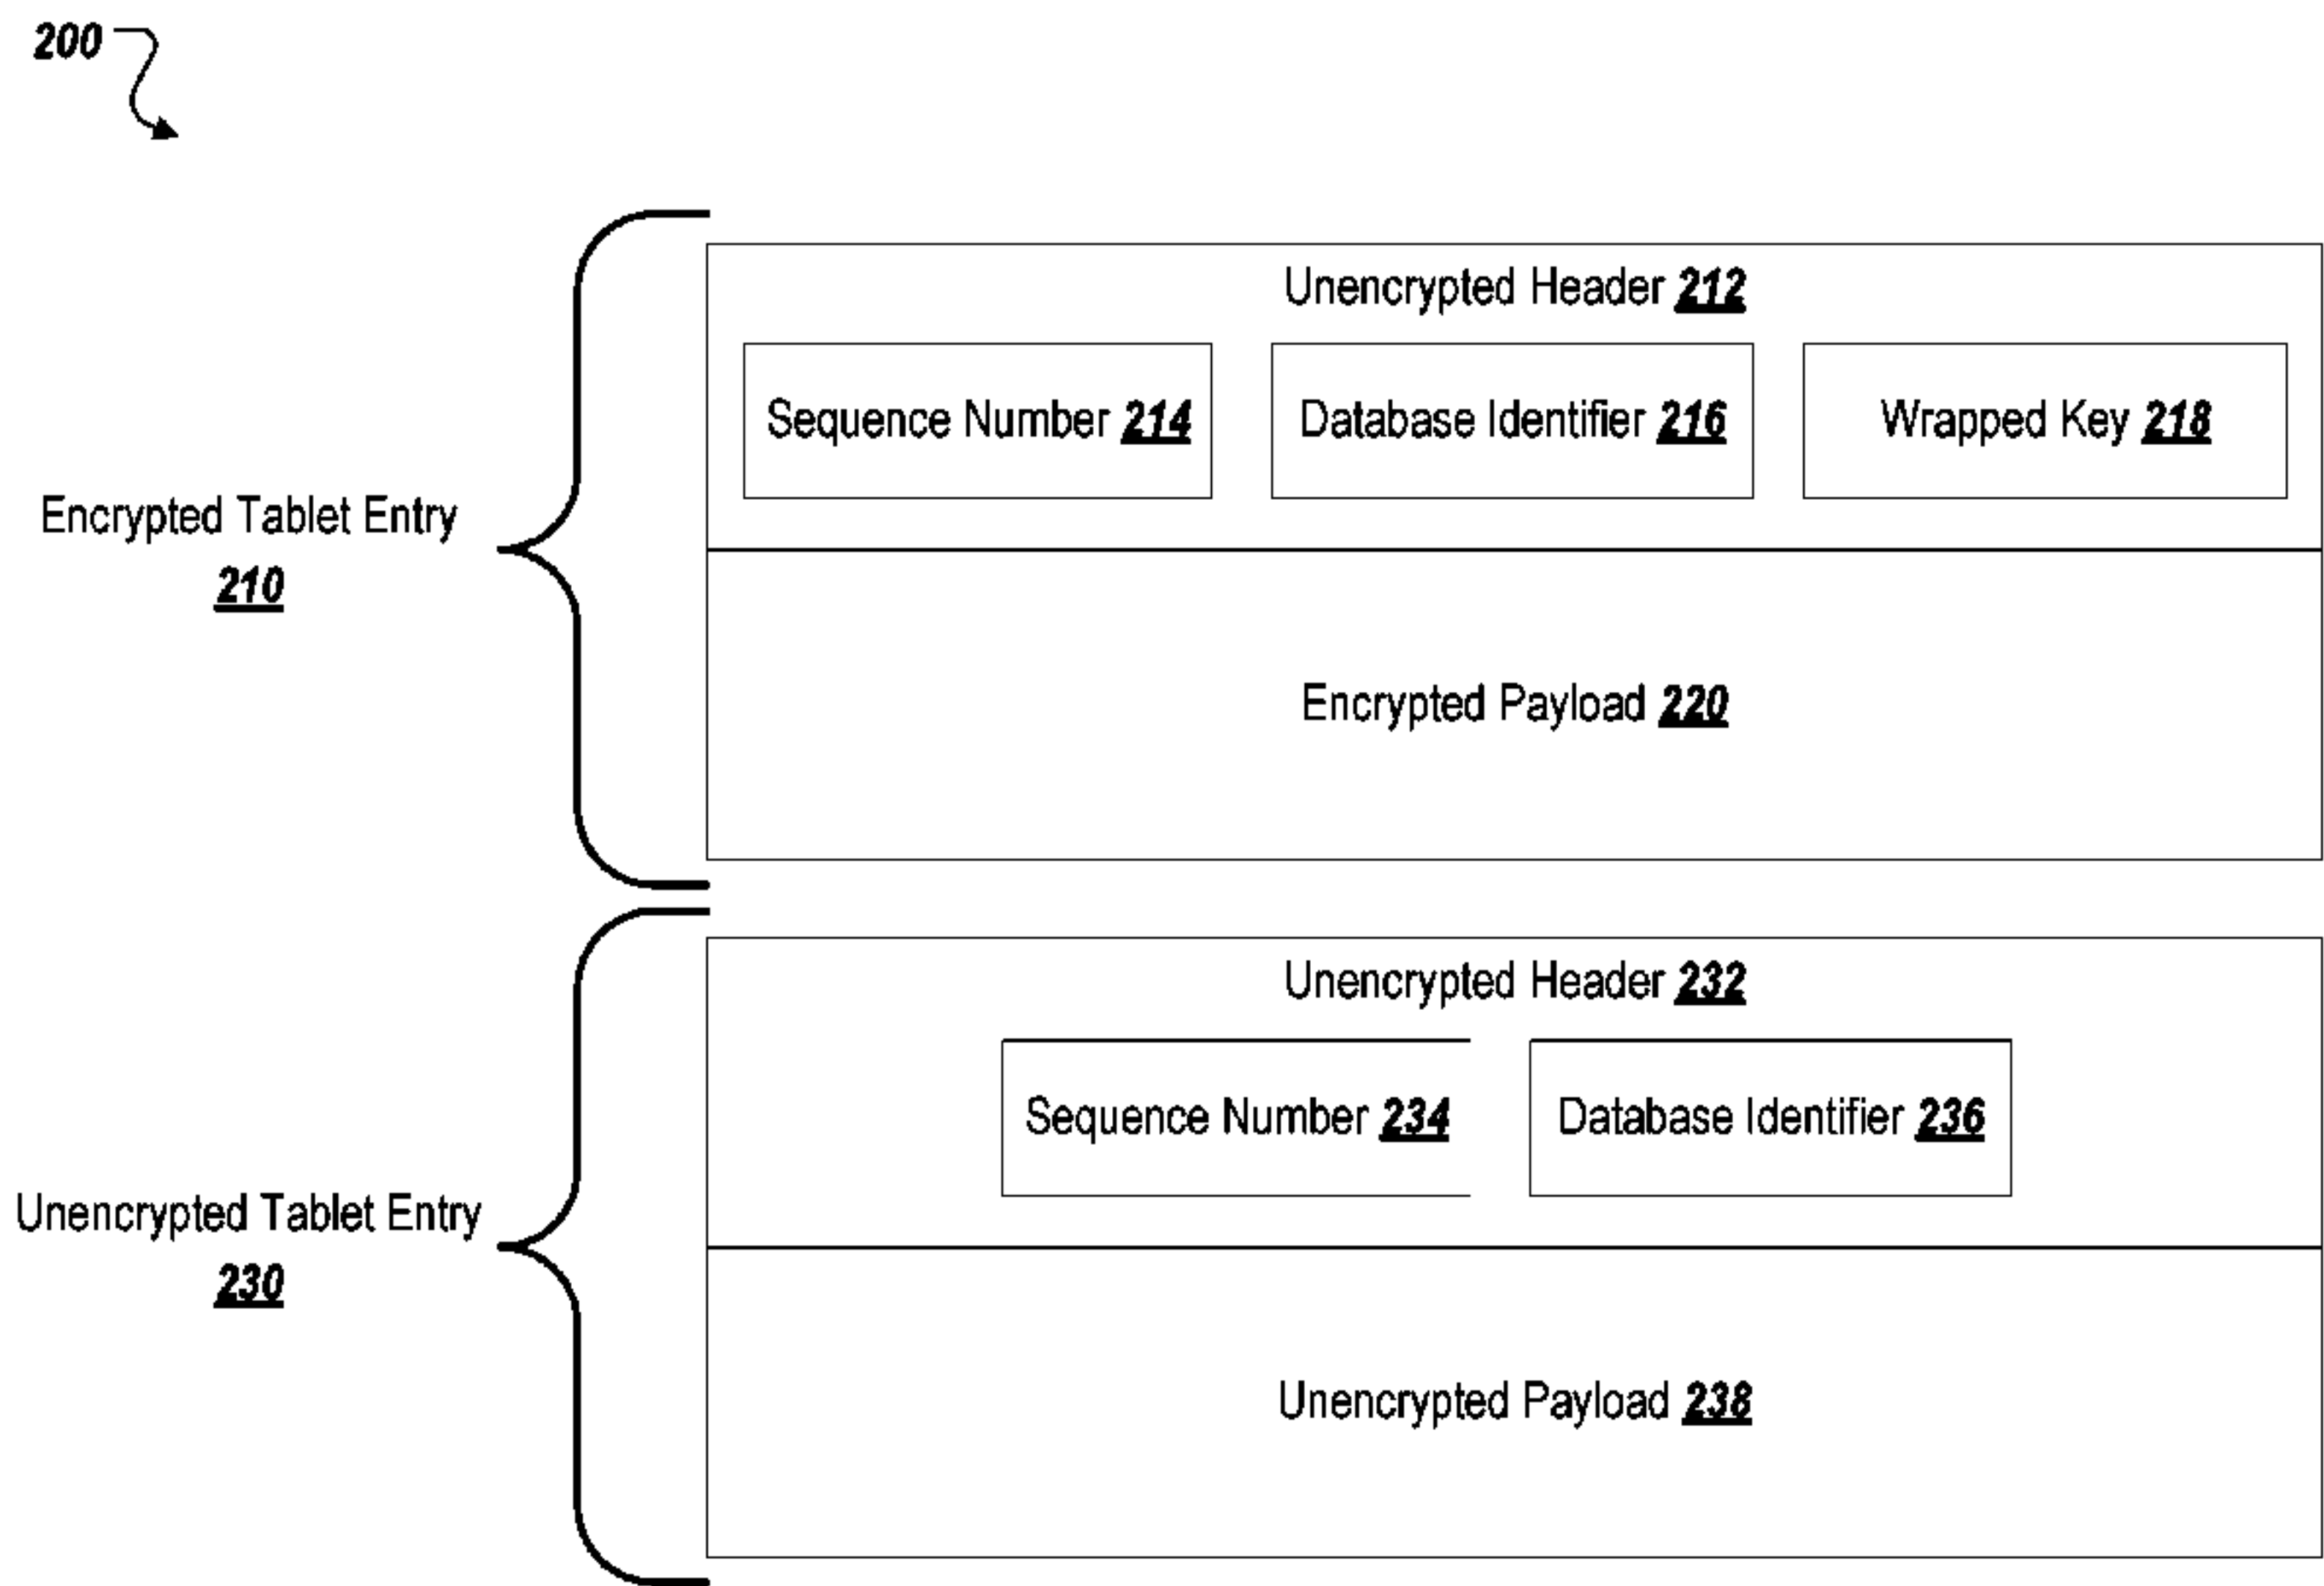 200
Unencrypted Header 212
Sequence Number 214
Database Identifier 216
Wrapped Key 218
Encrypted Tablet Entry
210
Encrypted Payload 220
Unencrypted Header 232
Sequence Number 234
Database Identifier 236
Unencrypted Tablet Entry
230
Unencrypted Payload 238